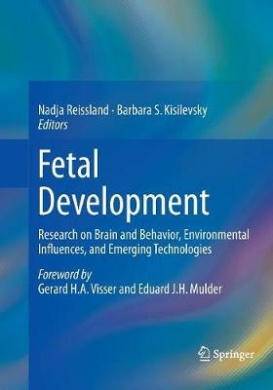 Nadja Reissland · Barbara S. Kisilevsky
Editors
Fetal
Development
Research on Brain and Behavior, Environmental
Influences, and Emerging Technologies
Foreword by
Gerard H.A. Visser and Eduard J.H. Mulder
Springer